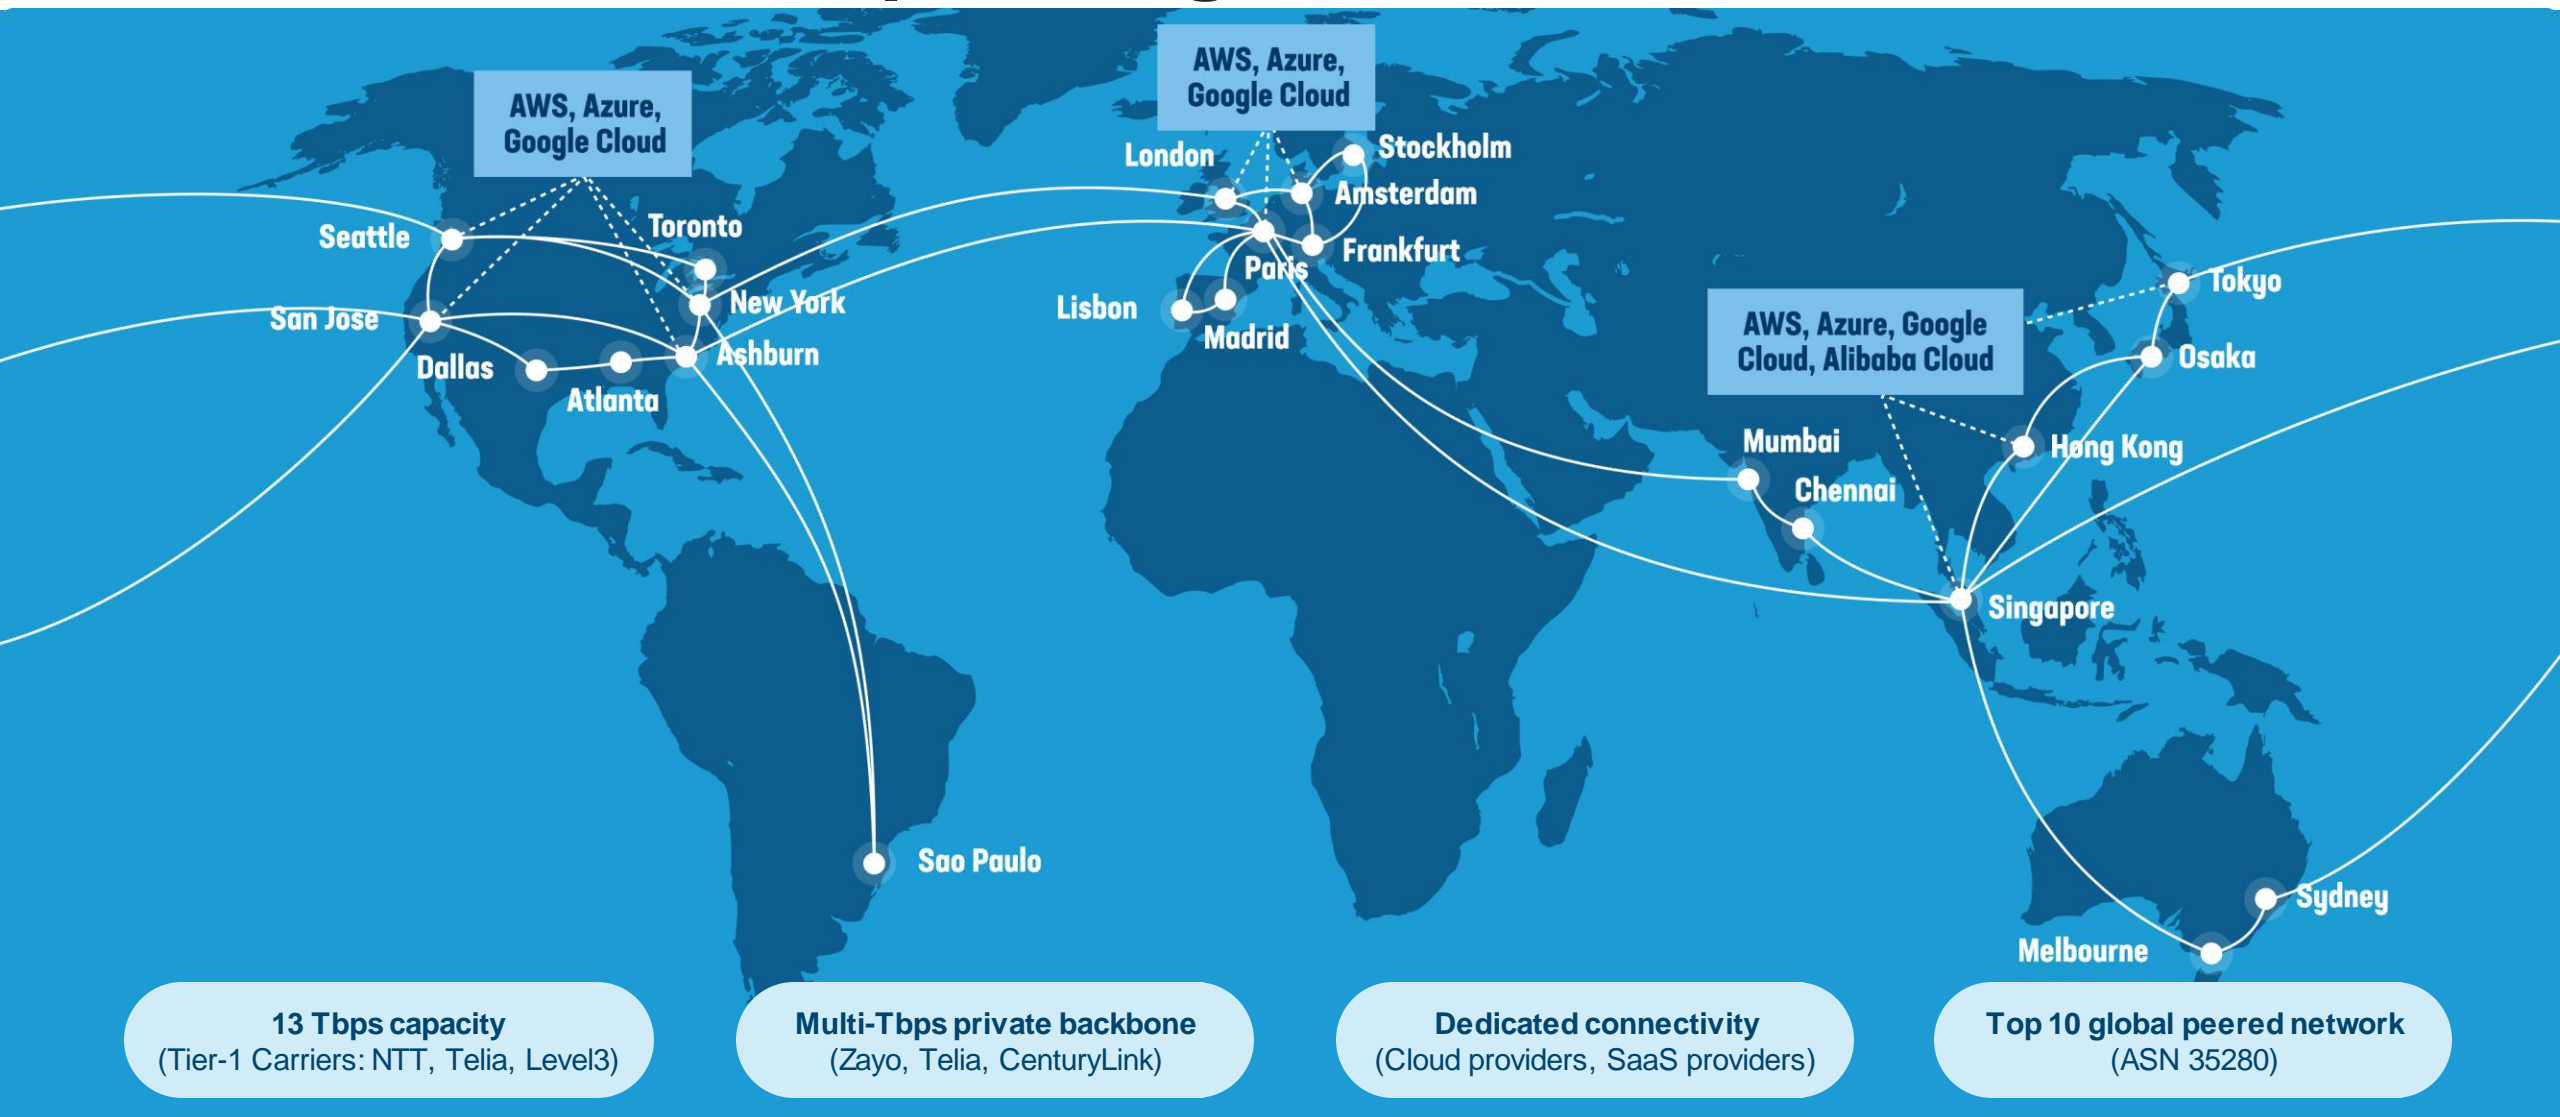 AWS, Azure,
Google Cloud
AWS, Azure,
Google Cloud
London
Stockholm
Amsterdam
Seattle
Toronto
Frankfurt
Paris
Tokyo
New York
Lisbon
San Jose
Madrid
AWS, Azure, Google
Cloud, Alibaba Cloud
Dallas
Ashburn
Osaka
Atlanta
Mumbai
Hong Kong
Chennai
Singapore
Sao Paulo
Sydney
Melbourne
13 Tbps capacity
(Tier-1 Carriers: NTT, Telia, Level3)
Multi-Tbps private backbone
(Zayo, Telia, CenturyLink)
Dedicated connectivity
(Cloud providers, SaaS providers)
Top 10 global peered network
(ASN 35280)